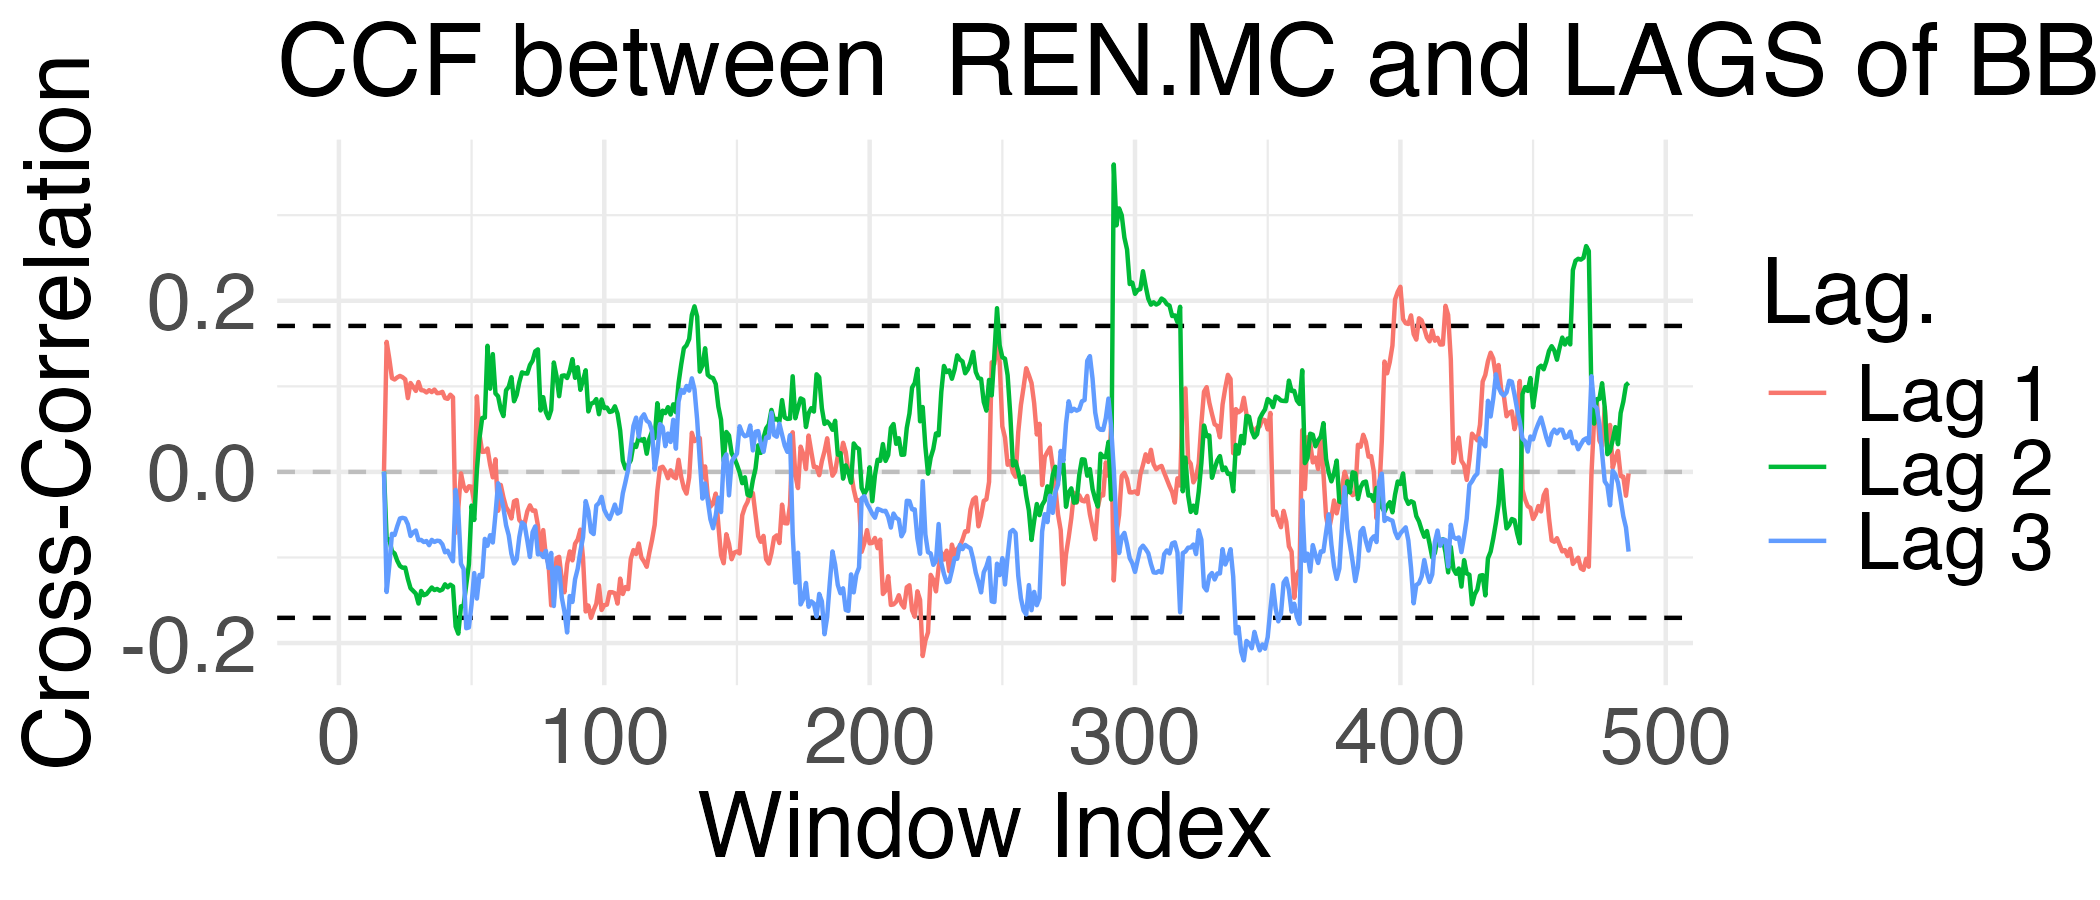 CCF between REN.MC and LAGS of BB
Cross-Correlation
0.2
0.0
-0.2
0
100
200
300
400
500
Window Index
Lag.
Lag 1
Lag 2
Lag 3